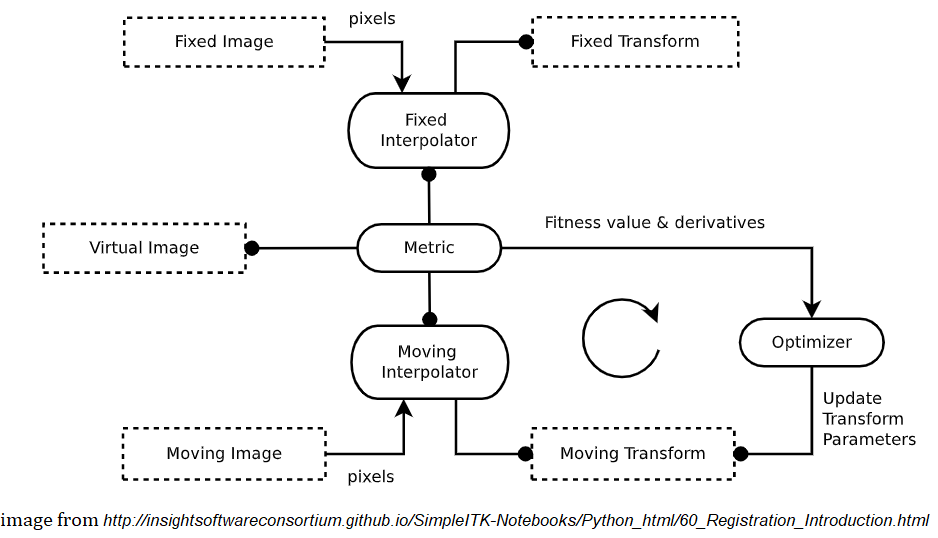 pixels
Fixed Image
Fixed Transform
Fixed
Interpolator
Fitness value & derivatives
Virtual Image
Metric
Optimizer
Moving
Interpolator
Update
Transform
Parameters
Moving Image
Moving Transform
pixels
image from http://insightsoftwareconsortium.github.io/SimpleITK-Notebooks/Python_html/60_Registration_Introduction.html